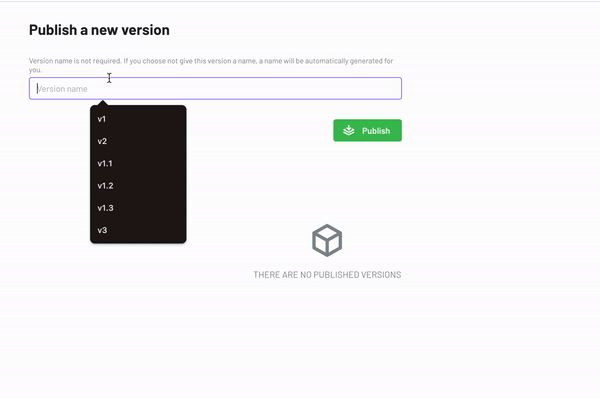 Publish a new version
Version name is not required. If you choose not give this version a name, a name will be automatically generated for
you.
Version name
v1
v2
v1.1
v1.2
v1.3
v3
Publish
THERE ARE NO PUBLISHED VERSIONS